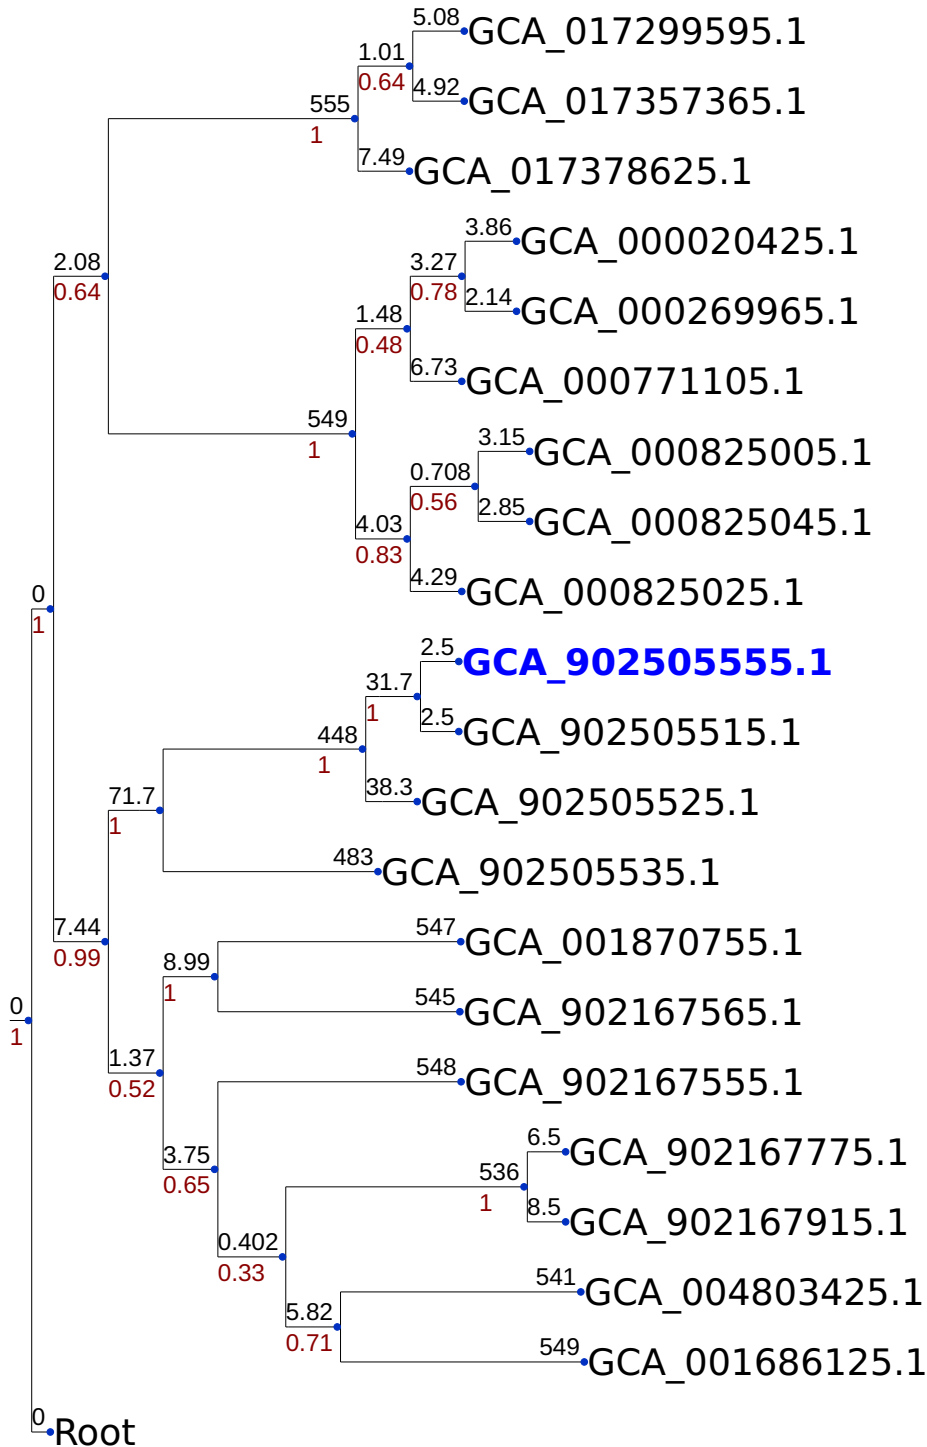 5.08
GCA_017299595.1
1.01
0.64
4.92
GCA_017357365.1
555
1
7.49
GCA_017378625.1
3.86
GCA_000020425.1
2.08
0.64
3.27
0.78
2.14
GCA_000269965.1
1.48
0.48
6.73
GCA_000771105.1
549
1
3.15
GCA_000825005.1
0.708
0.56
2.85
GCA_000825045.1
4.03
0.83
4.29
GCA_000825025.1
0
1
2.5
GCA_902505555.1
31.7
1
2.5
GCA_902505515.1
448
1
38.3
GCA_902505525.1
71.7
1
483
GCA_902505535.1
7.44
0.99
547
GCA_001870755.1
8.99
1
545
GCA_902167565.1
0
1
1.37
0.52
548
GCA_902167555.1
3.75
0.65
6.5
GCA_902167775.1
536
1
8.5
GCA_902167915.1
0.402
0.33
541
GCA_004803425.1
5.82
0.71
549
GCA_001686125.1
0
Root